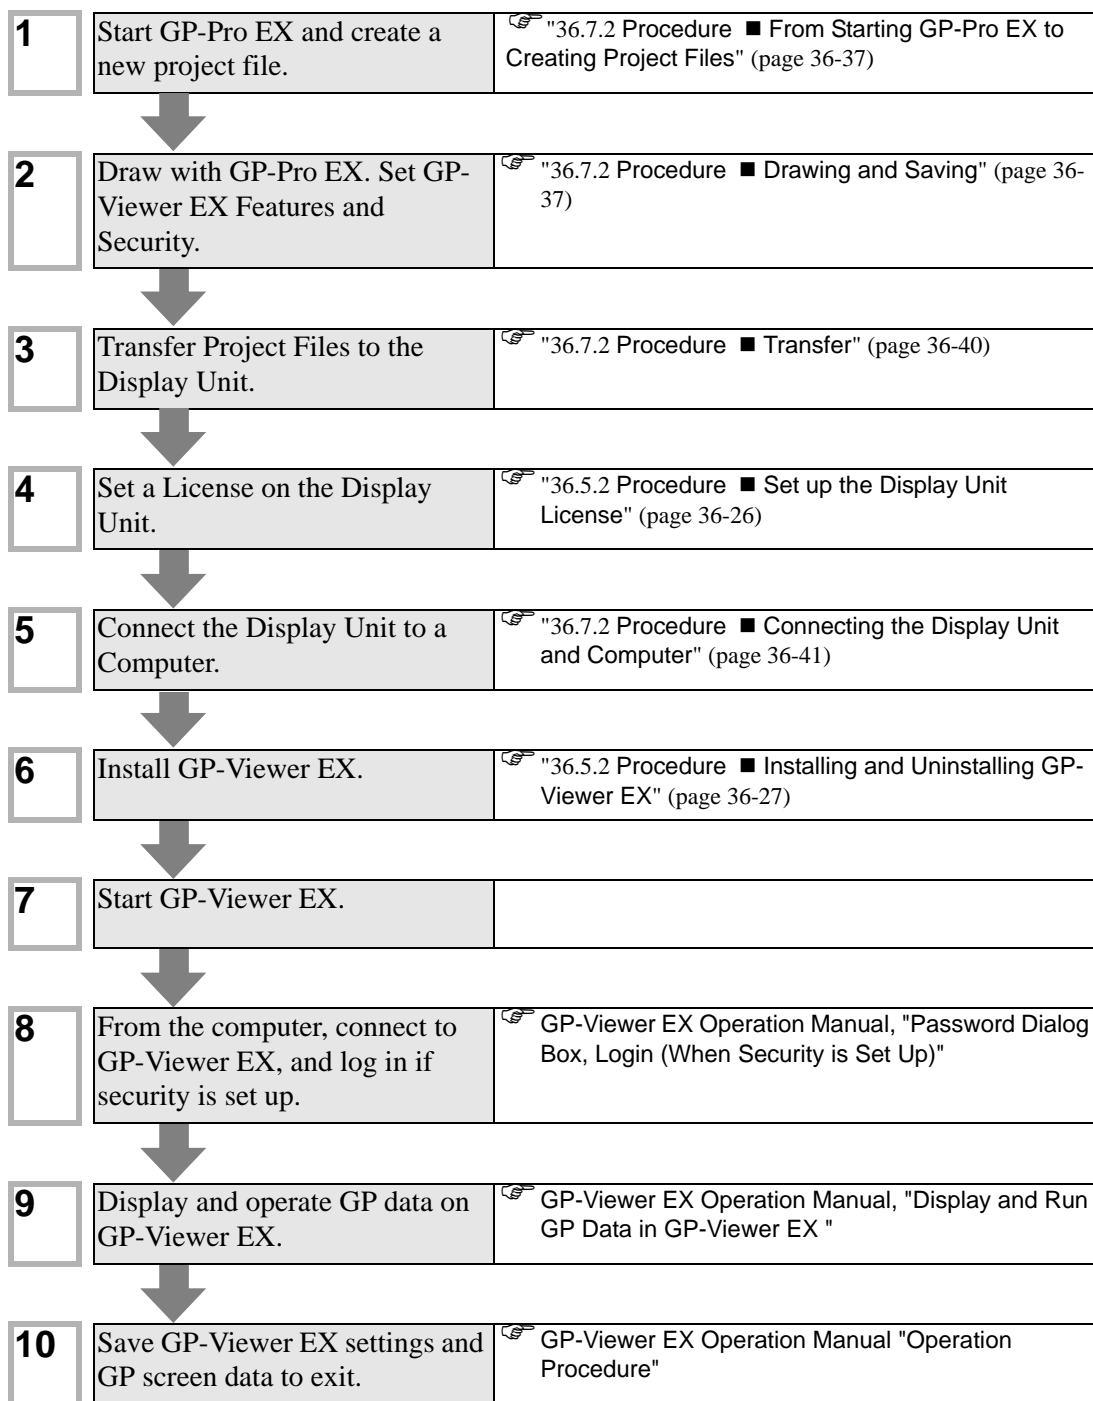 1
Start GP-Pro EX and create a
new project file.
☞ "36.7.2 Procedure ■ From Starting GP-Pro EX to
Creating Project Files" (page 36-37)
2
Draw with GP-Pro EX. Set GP-
Viewer EX Features and
Security.
☞ "36.7.2 Procedure ■ Drawing and Saving" (page 36-
37)
3
Transfer Project Files to the
Display Unit.
☞ "36.7.2 Procedure ■ Transfer" (page 36-40)
4
Set a License on the Display
Unit.
☞ "36.5.2 Procedure ■ Set up the Display Unit
License" (page 36-26)
5
Connect the Display Unit to a
Computer.
☞ "36.7.2 Procedure ■ Connecting the Display Unit
and Computer" (page 36-41)
6
Install GP-Viewer EX.
☞ "36.5.2 Procedure ■ Installing and Uninstalling GP-
Viewer EX" (page 36-27)
7
Start GP-Viewer EX.
8
From the computer, connect to
GP-Viewer EX, and log in if
security is set up.
☞ GP-Viewer EX Operation Manual, "Password Dialog
Box, Login (When Security is Set Up)"
9
Display and operate GP data on
GP-Viewer EX.
☞ GP-Viewer EX Operation Manual, "Display and Run
GP Data in GP-Viewer EX "
10
Save GP-Viewer EX settings and
GP screen data to exit.
☞ GP-Viewer EX Operation Manual "Operation
Procedure"